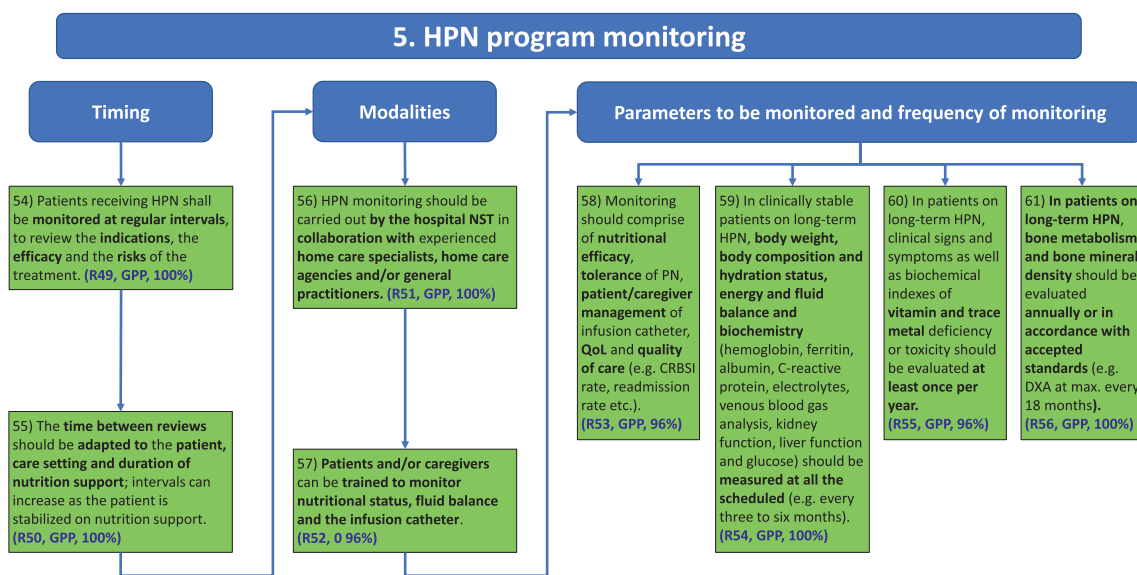 5. HPN program monitoring
Timing
54) Patients receiving HPN shall
be monitored at regular intervals,
to review the indications, the
efficacy and the risks of the
treatment. (R49, GPP, 100%)
55) The time between reviews
should be adapted to the patient,
care setting and duration of
nutrition support; intervals can
increase as the patient is
stabilized on nutrition support.
(R50, GPP, 100%)
Modalities
56) HPN monitoring should be
carried out by the hospital NST in
collaboration with experienced
home care specialists, home care
agencies and/or general
practitioners. (R51, GPP, 100%)
57) Patients and/or caregivers
can be trained to monitor
nutritional status, fluid balance
and the infusion catheter.
(R52, 0 96%)
Parameters to be monitored and frequency of monitoring
58) Monitoring
should comprise
of nutritional
efficacy,
tolerance of PN,
patient/caregiver
management of
infusion catheter,
QoL and quality
of care (e.g. CRBSI
rate, readmission
rate etc.).
(R53, GPP, 96%)
59) In clinically stable
patients on long-term
HPN, body weight,
body composition and
hydration status,
energy and fluid
balance and
biochemistry
(hemoglobin, ferritin,
albumin, C-reactive
protein, electrolytes,
venous blood gas
analysis, kidney
function, liver function
and glucose) should be
measured at all the
scheduled (e.g. every
three to six months).
(R54, GPP, 100%)
60) In patients on
long-term HPN,
clinical signs and
symptoms as well
as biochemical
indexes of
vitamin and trace
metal deficiency
or toxicity should
be evaluated at
least once per
year.
(R55, GPP, 96%)
61) In patients on
long-term HPN,
bone metabolism
and bone mineral
density should be
evaluated
annually or in
accordance with
accepted
standards (e.g.
DXA at max. every
18 months).
(R56, GPP, 100%)